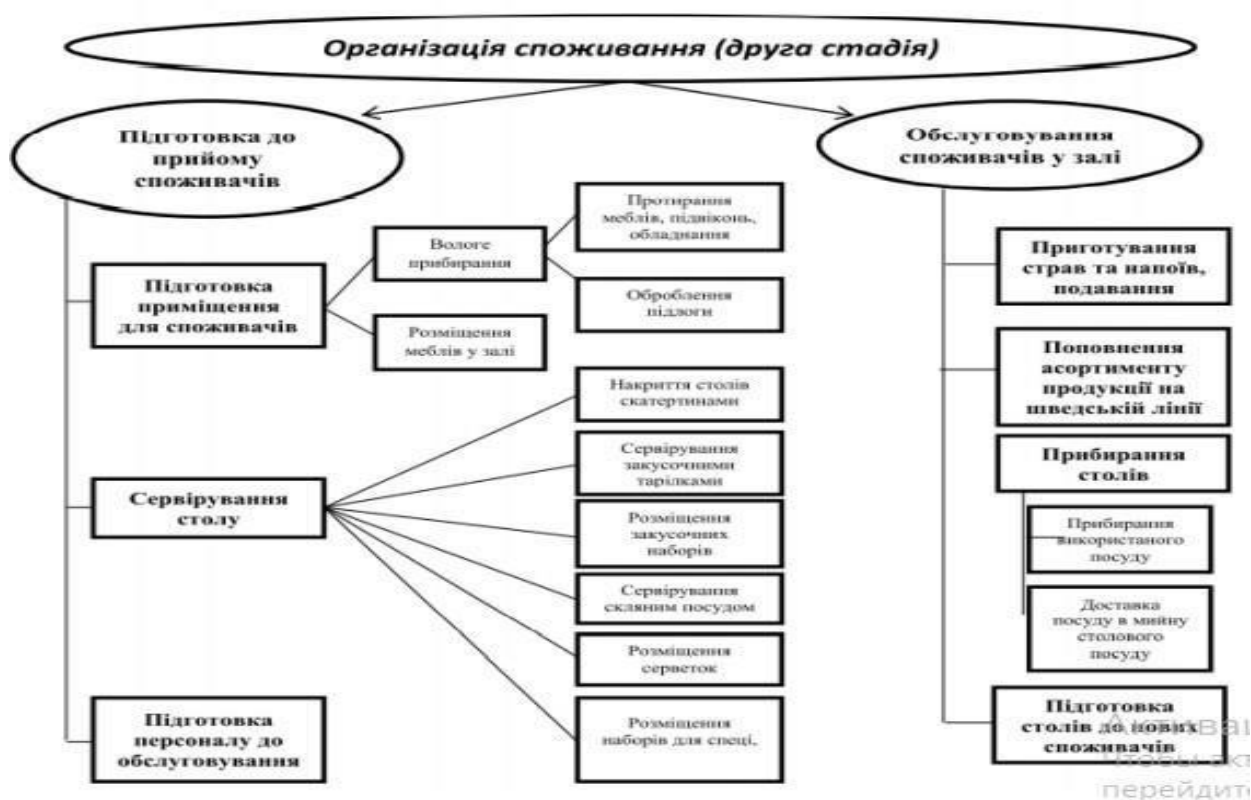 Організація споживання (друга стадія)
Підготовка до
прийому
споживачів
Обслуговування
споживачів у залі
Підготовка
приміщення
для споживачів
Вологе
прибирання
Розміщення
меблів у залі
Протирання
меблів, підвіконь,
обладнання
Оброблення
підлоги
Сервірування
столу
Накриття столів
скатертинами
Сервірування
закусочними
тарілками
Розміщення
закусочних
наборів
Сервірування
скляним посудом
Розміщення
серветок
Розміщення
наборів для спеці,
Підготовка
персоналу до
обслуговування
Приготування
страв та напоїв,
подавання
Поповнення
асортименту
продукції на
шведській лінії
Прибирання
столів
Прибирання
використаного
посуду
Доставка
посуду в мийну
столового
посуду
Підготовка
столів до нових
споживачів
перейдите